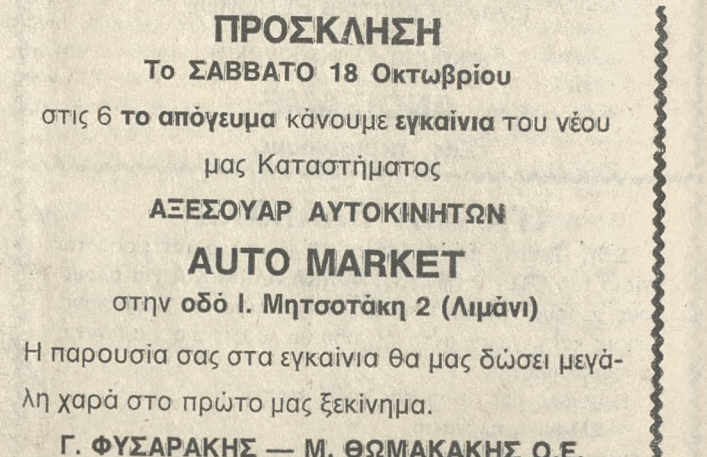 ΠΡΟΣΚΛΗΣΗ
Το ΣΑΒΒΑΤΟ 18 Οκτωβρίου
στις 6 το απόγευμα κάνουμε εγκαίνια του νέου
μας Καταστήματος
ΑΞΕΣΟΥΑΡ ΑΥΤΟΚΙΝΗΤΩΝ
AUTO MARKET
στην οδό Ι. Μητσοτάκη 2 (Λιμάνι)
Η παρουσία σας στα εγκαίνια θα μας δώσει μεγά-
λη χαρά στο πρώτο μας ξεκίνημα.
Γ. ΦΥΣΑΡΑΚΗΣ — Μ. ΘΩΜΑΚΑΚΗΣ Ο.Ε.